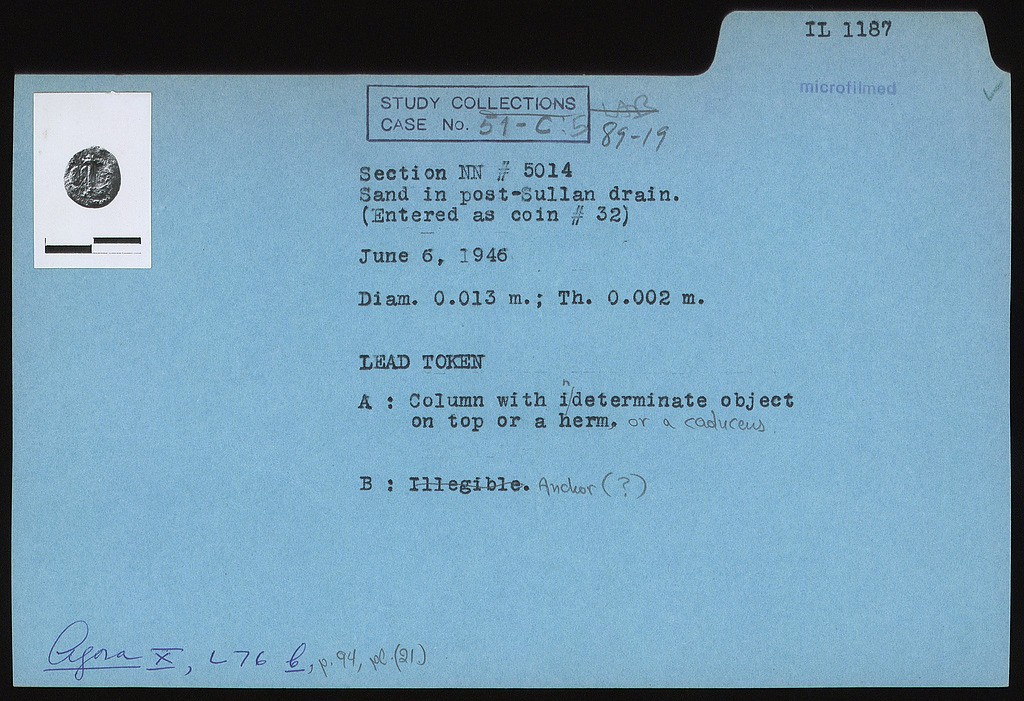 IL 1187
microfilmed
STUDY COLLECTIONS
CASE No. 51-C:5
LAB
89-19
Section NN # 5014
Sand in post-Sullan drain.
(Entered as coin # 32)
June 6, 1946
Diam. 0.013 m.; Th. 0.002 m.
LEAD TOKEN
A : Column with indeterminate object
on top or a herm, or a caduceus.
B : Illegible. Anchor (?)
Agora X, L76 b, p. 94, pl. (21)